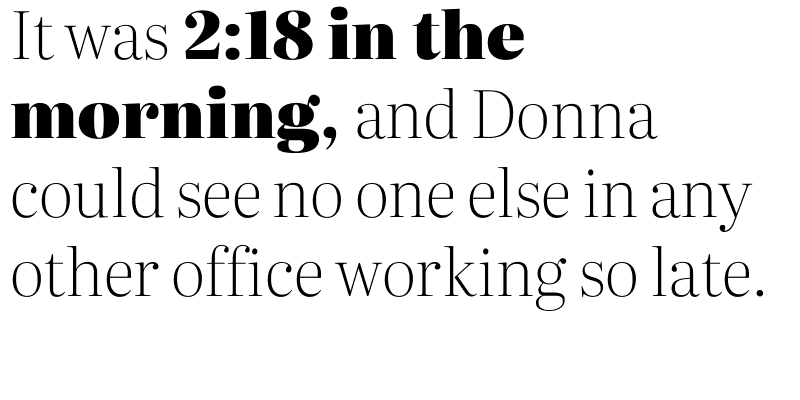 It was 2:18 in the
morning, and Donna
could see no one else in any
other office working so late.